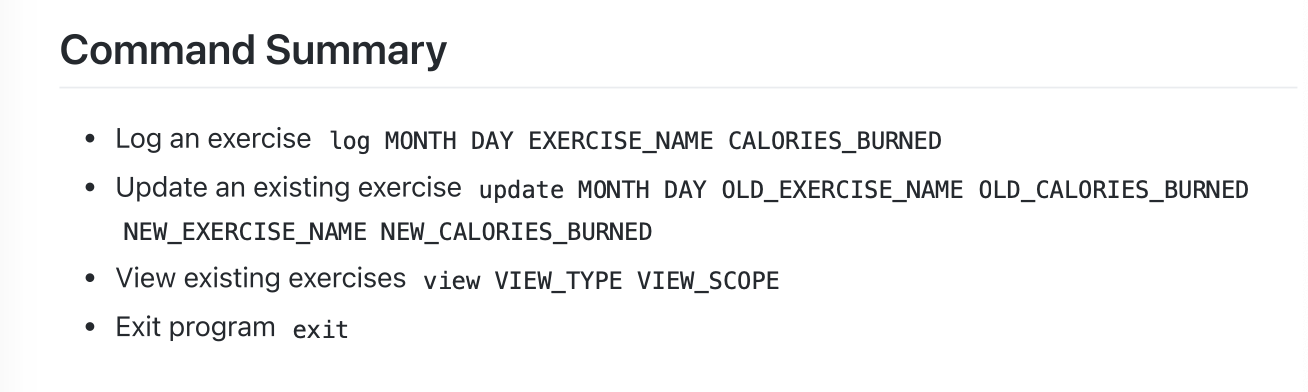 Command Summary
• Log an exercise log MONTH DAY EXERCISE_NAME CALORIES_BURNED
• Update an existing exercise update MONTH DAY OLD_EXERCISE_NAME OLD_CALORIES_BURNED
NEW_EXERCISE_NAME NEW_CALORIES_BURNED
• View existing exercises view VIEW_TYPE VIEW_SCOPE
• Exit program exit